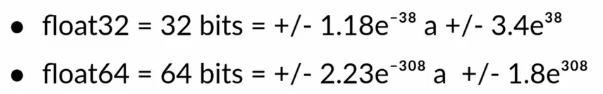 ● float32 = 32 bits = +/- 1.18e⁻³⁸ a +/- 3.4e³⁸
● float64 = 64 bits = +/- 2.23e⁻³⁰⁸ a +/- 1.8e³⁰⁸